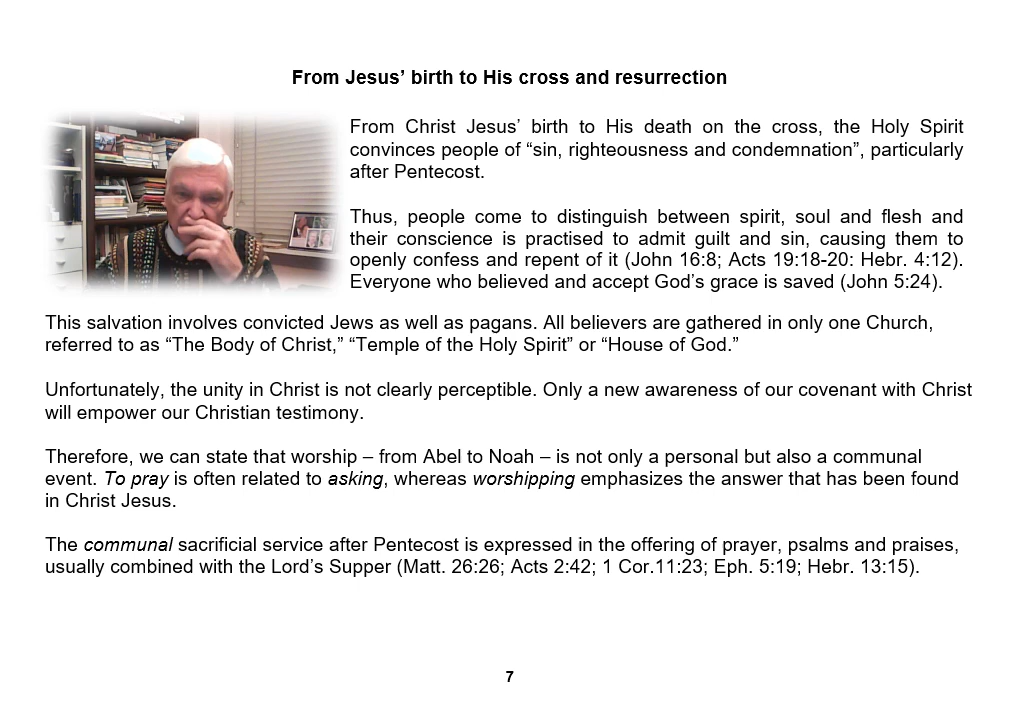 From Jesus’ birth to His cross and resurrection
From Christ Jesus’ birth to His death on the cross, the Holy Spirit
convinces people of “sin, righteousness and condemnation”, particularly
after Pentecost.
Thus, people come to distinguish between spirit, soul and flesh and
their conscience is practised to admit guilt and sin, causing them to
openly confess and repent of it (John 16:8; Acts 19:18-20: Hebr. 4:12).
Everyone who believed and accept God’s grace is saved (John 5:24).
This salvation involves convicted Jews as well as pagans. All believers are gathered in only one Church,
referred to as “The Body of Christ,” “Temple of the Holy Spirit” or “House of God.”
Unfortunately, the unity in Christ is not clearly perceptible. Only a new awareness of our covenant with Christ
will empower our Christian testimony.
Therefore, we can state that worship – from Abel to Noah – is not only a personal but also a communal
event. To pray is often related to asking, whereas worshipping emphasizes the answer that has been found
in Christ Jesus.
The communal sacrificial service after Pentecost is expressed in the offering of prayer, psalms and praises,
usually combined with the Lord’s Supper (Matt. 26:26; Acts 2:42; 1 Cor.11:23; Eph. 5:19; Hebr. 13:15).
7